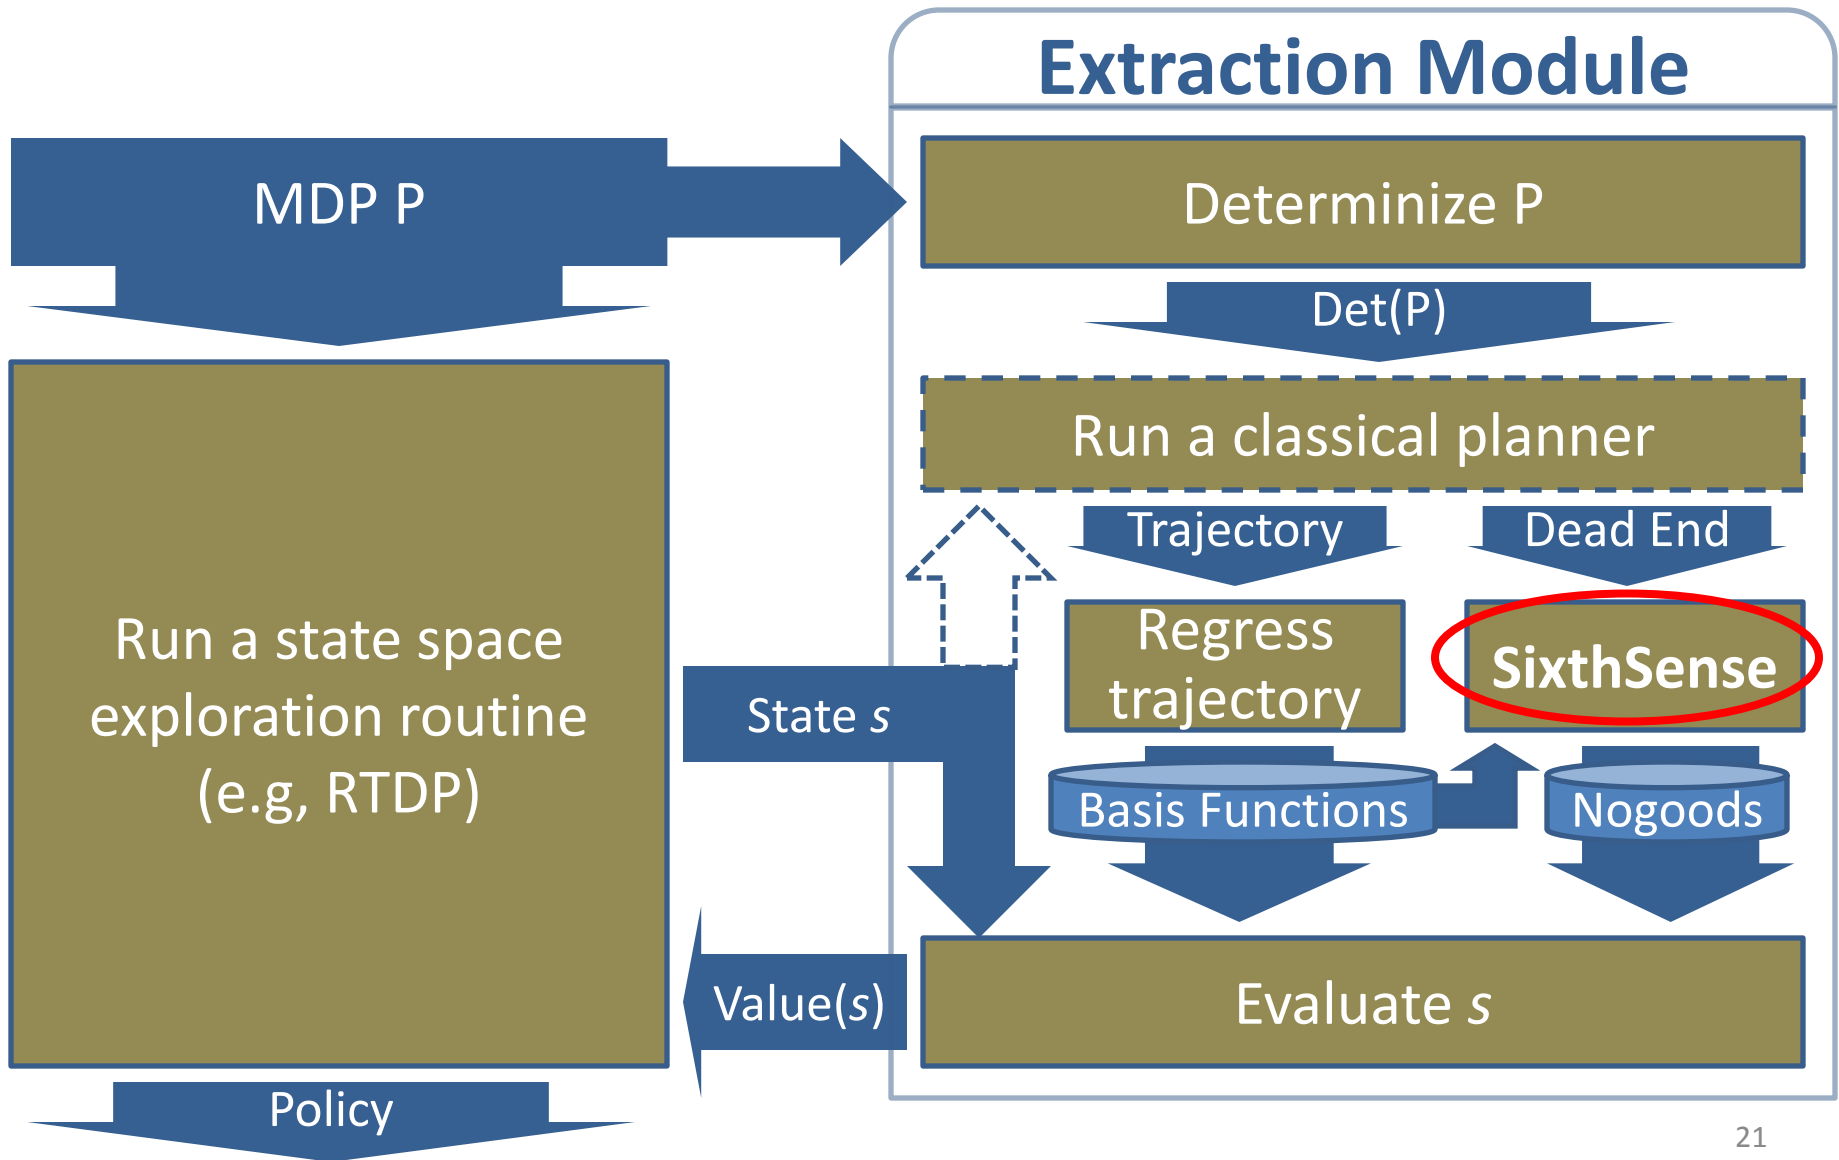 Extraction Module
MDP P
Determinize P
Det(P)
Run a classical planner
Trajectory
Dead End
Run a state space
exploration routine
(e.g, RTDP)
State s
Regress
trajectory
SixthSense
Basis Functions
Nogoods
Value(s)
Evaluate s
Policy
21